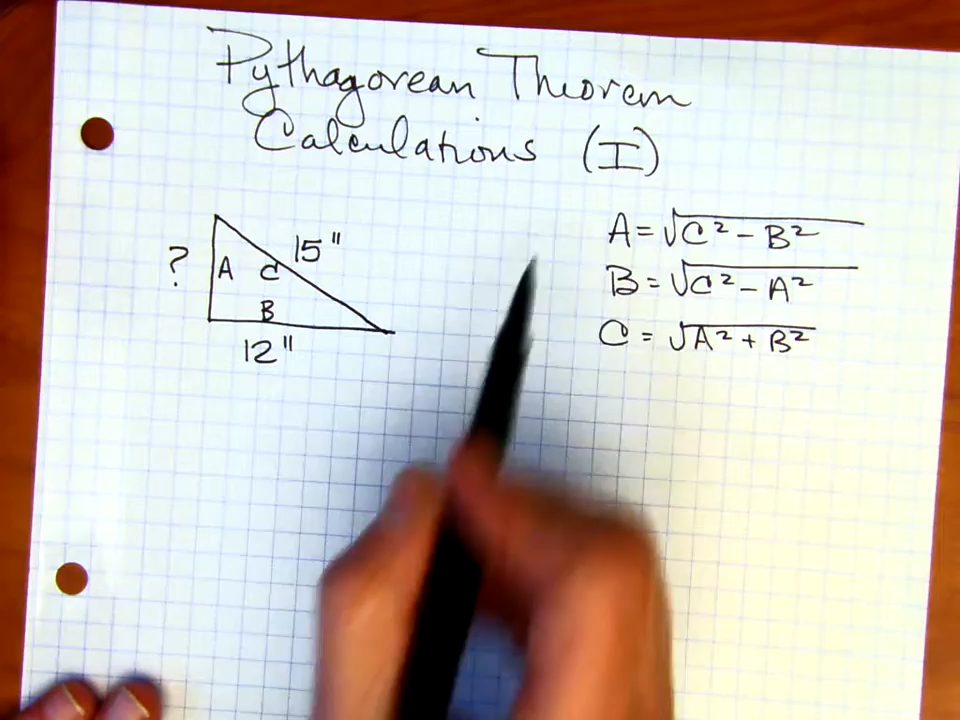 Pythagorean Theorem
Calculations (I)
? A C 15"
B
12"
A = √C² - B²
B = √C² - A²
C = √A² + B²